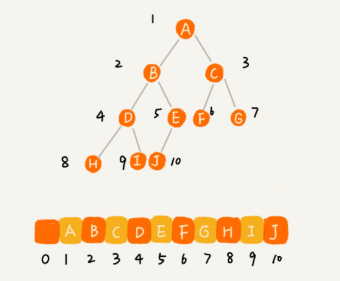 1
A
2 B C 3
4 D 5 E F 6 G 7
8 H 9 I J 10
A B C D E F G H I J
0 1 2 3 4 5 6 7 8 9 10